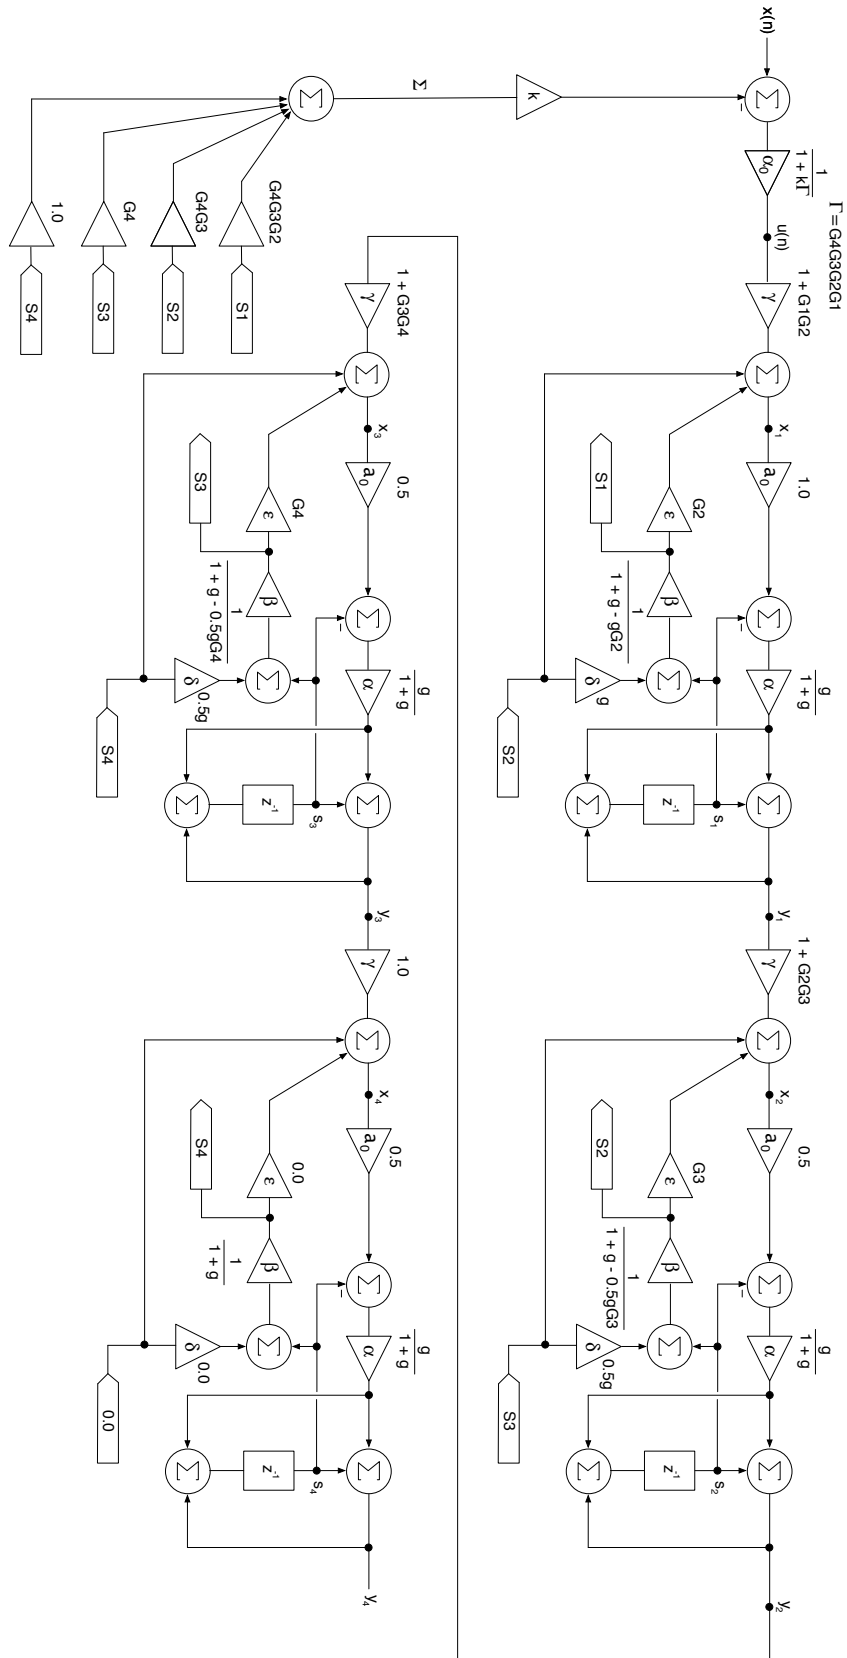 Γ = G4G3G2G1
x(n)
Σ
-
α₀
1
1 + kΓ
u(n)
γ
1 + G1G2
Σ
x₁
a₀
1.0
Σ
-
α
g
1 + g
Σ
y₁
γ
1 + G2G3
Σ
x₂
a₀
0.5
Σ
-
α
g
1 + g
Σ
y₂
S1
ε
G2
β
1
1 + g - gG2
Σ
δ
g
S2
Σ
z⁻¹
s₁
S2
ε
G3
β
1
1 + g - 0.5gG3
Σ
δ
0.5g
S3
Σ
z⁻¹
s₂
k
Σ
Σ
G4G3G2
S1
G4G3
S2
G4
S3
1.0
S4
γ
1 + G3G4
Σ
x₃
a₀
0.5
Σ
-
α
g
1 + g
Σ
y₃
γ
1.0
Σ
x₄
a₀
0.5
Σ
-
α
g
1 + g
Σ
y₄
S3
ε
G4
β
1
1 + g - 0.5gG4
Σ
δ
0.5g
S4
Σ
z⁻¹
s₃
S4
ε
0.0
β
1
1 + g
Σ
δ
0.0
0.0
Σ
z⁻¹
s₄